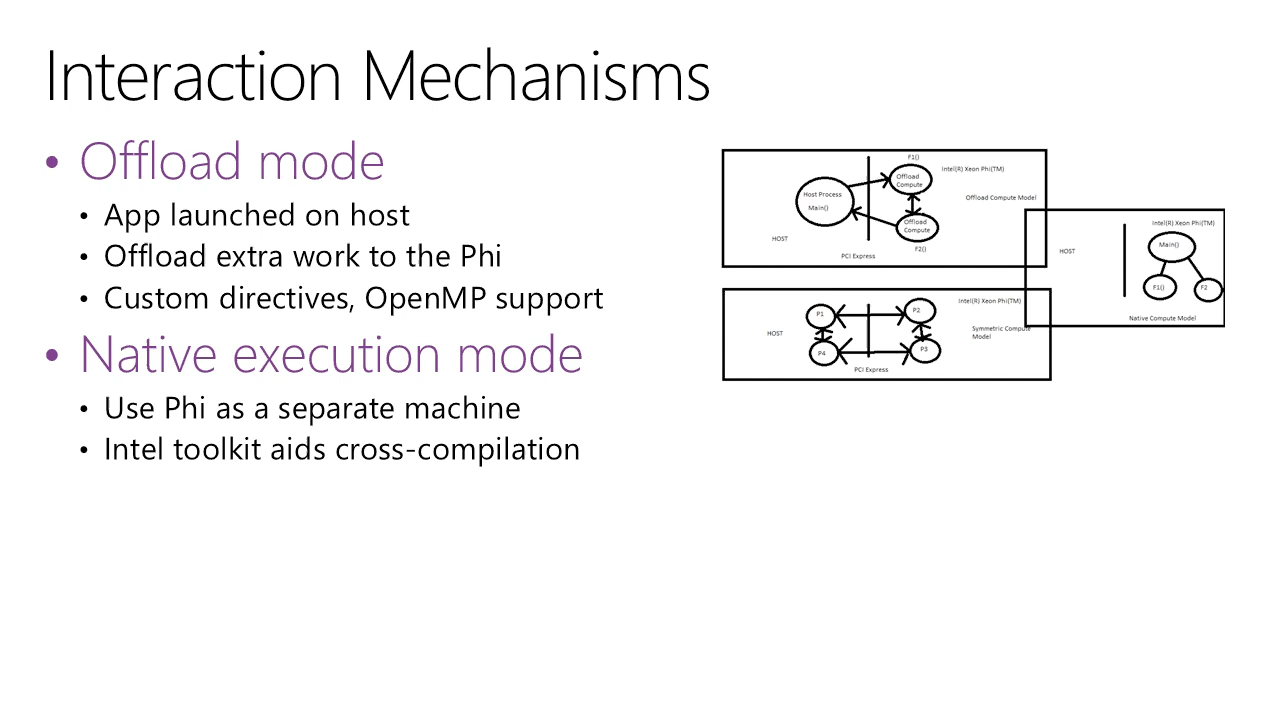 Interaction Mechanisms
• Offload mode
• App launched on host
• Offload extra work to the Phi
• Custom directives, OpenMP support
• Native execution mode
• Use Phi as a separate machine
• Intel toolkit aids cross-compilation
F1()
Intel(R) Xeon Phi(TM)
Offload
Compute
Host Process
Main()
Offload Compute Model
Offload
Compute
HOST
F2()
PCI Express
Intel(R) Xeon Phi(TM)
Main()
HOST
F1()
F2
Native Compute Model
Intel(R) Xeon Phi(TM)
P1
P2
HOST
Symmetric Compute
Model
P4
P3
PCI Express